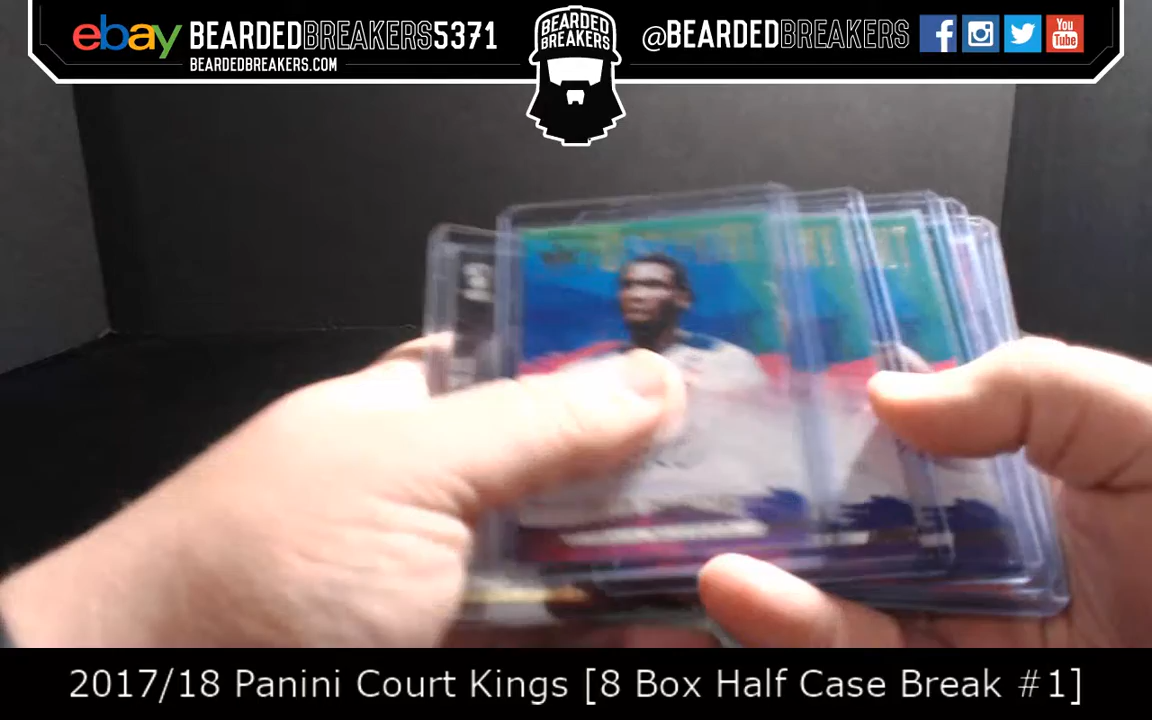 ebay BEARDEDBREAKERS5371
BEARDEDBREAKERS.COM
BEARDED
BREAKERS
@BEARDEDBREAKERS
You
Tube
2017/18 Panini Court Kings [8 Box Half Case Break #1]